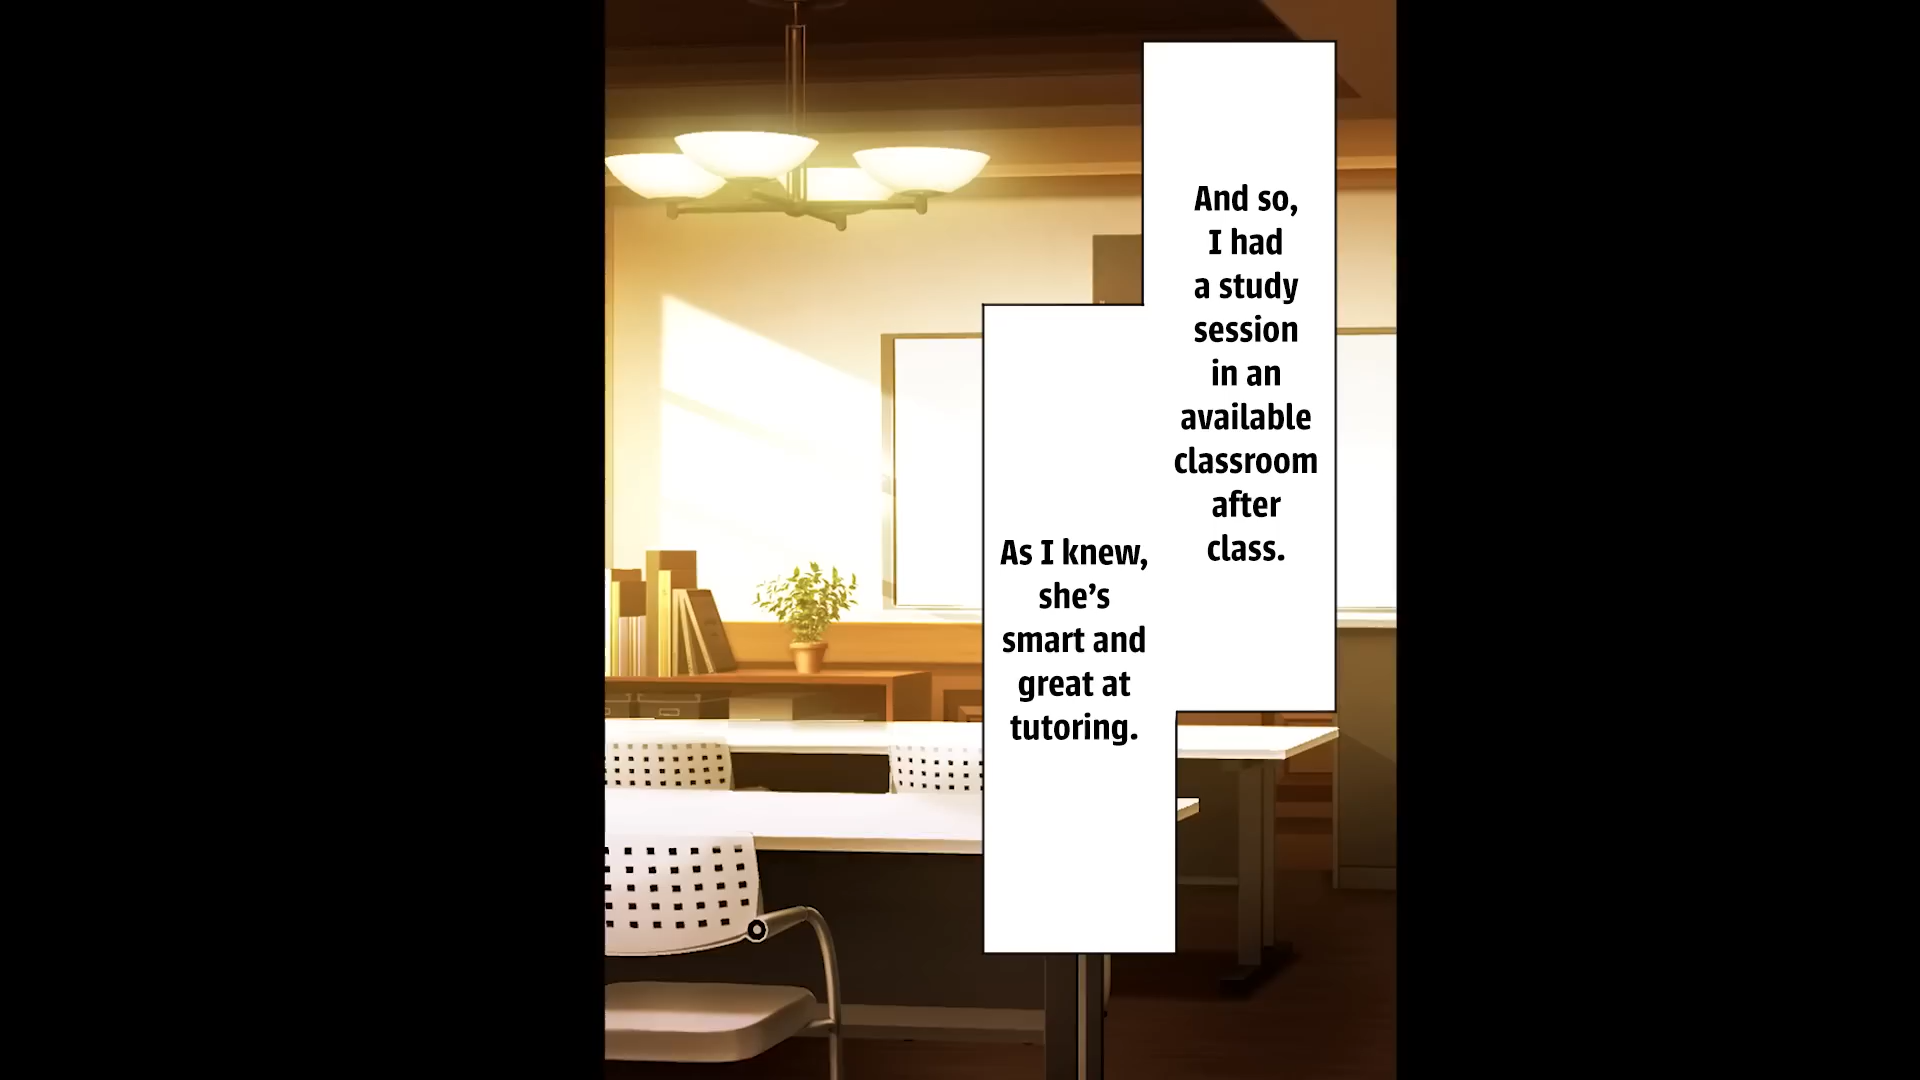 And so,
I had
a study
session
in an
available
classroom
after
class.
As I knew,
she’s
smart and
great at
tutoring.